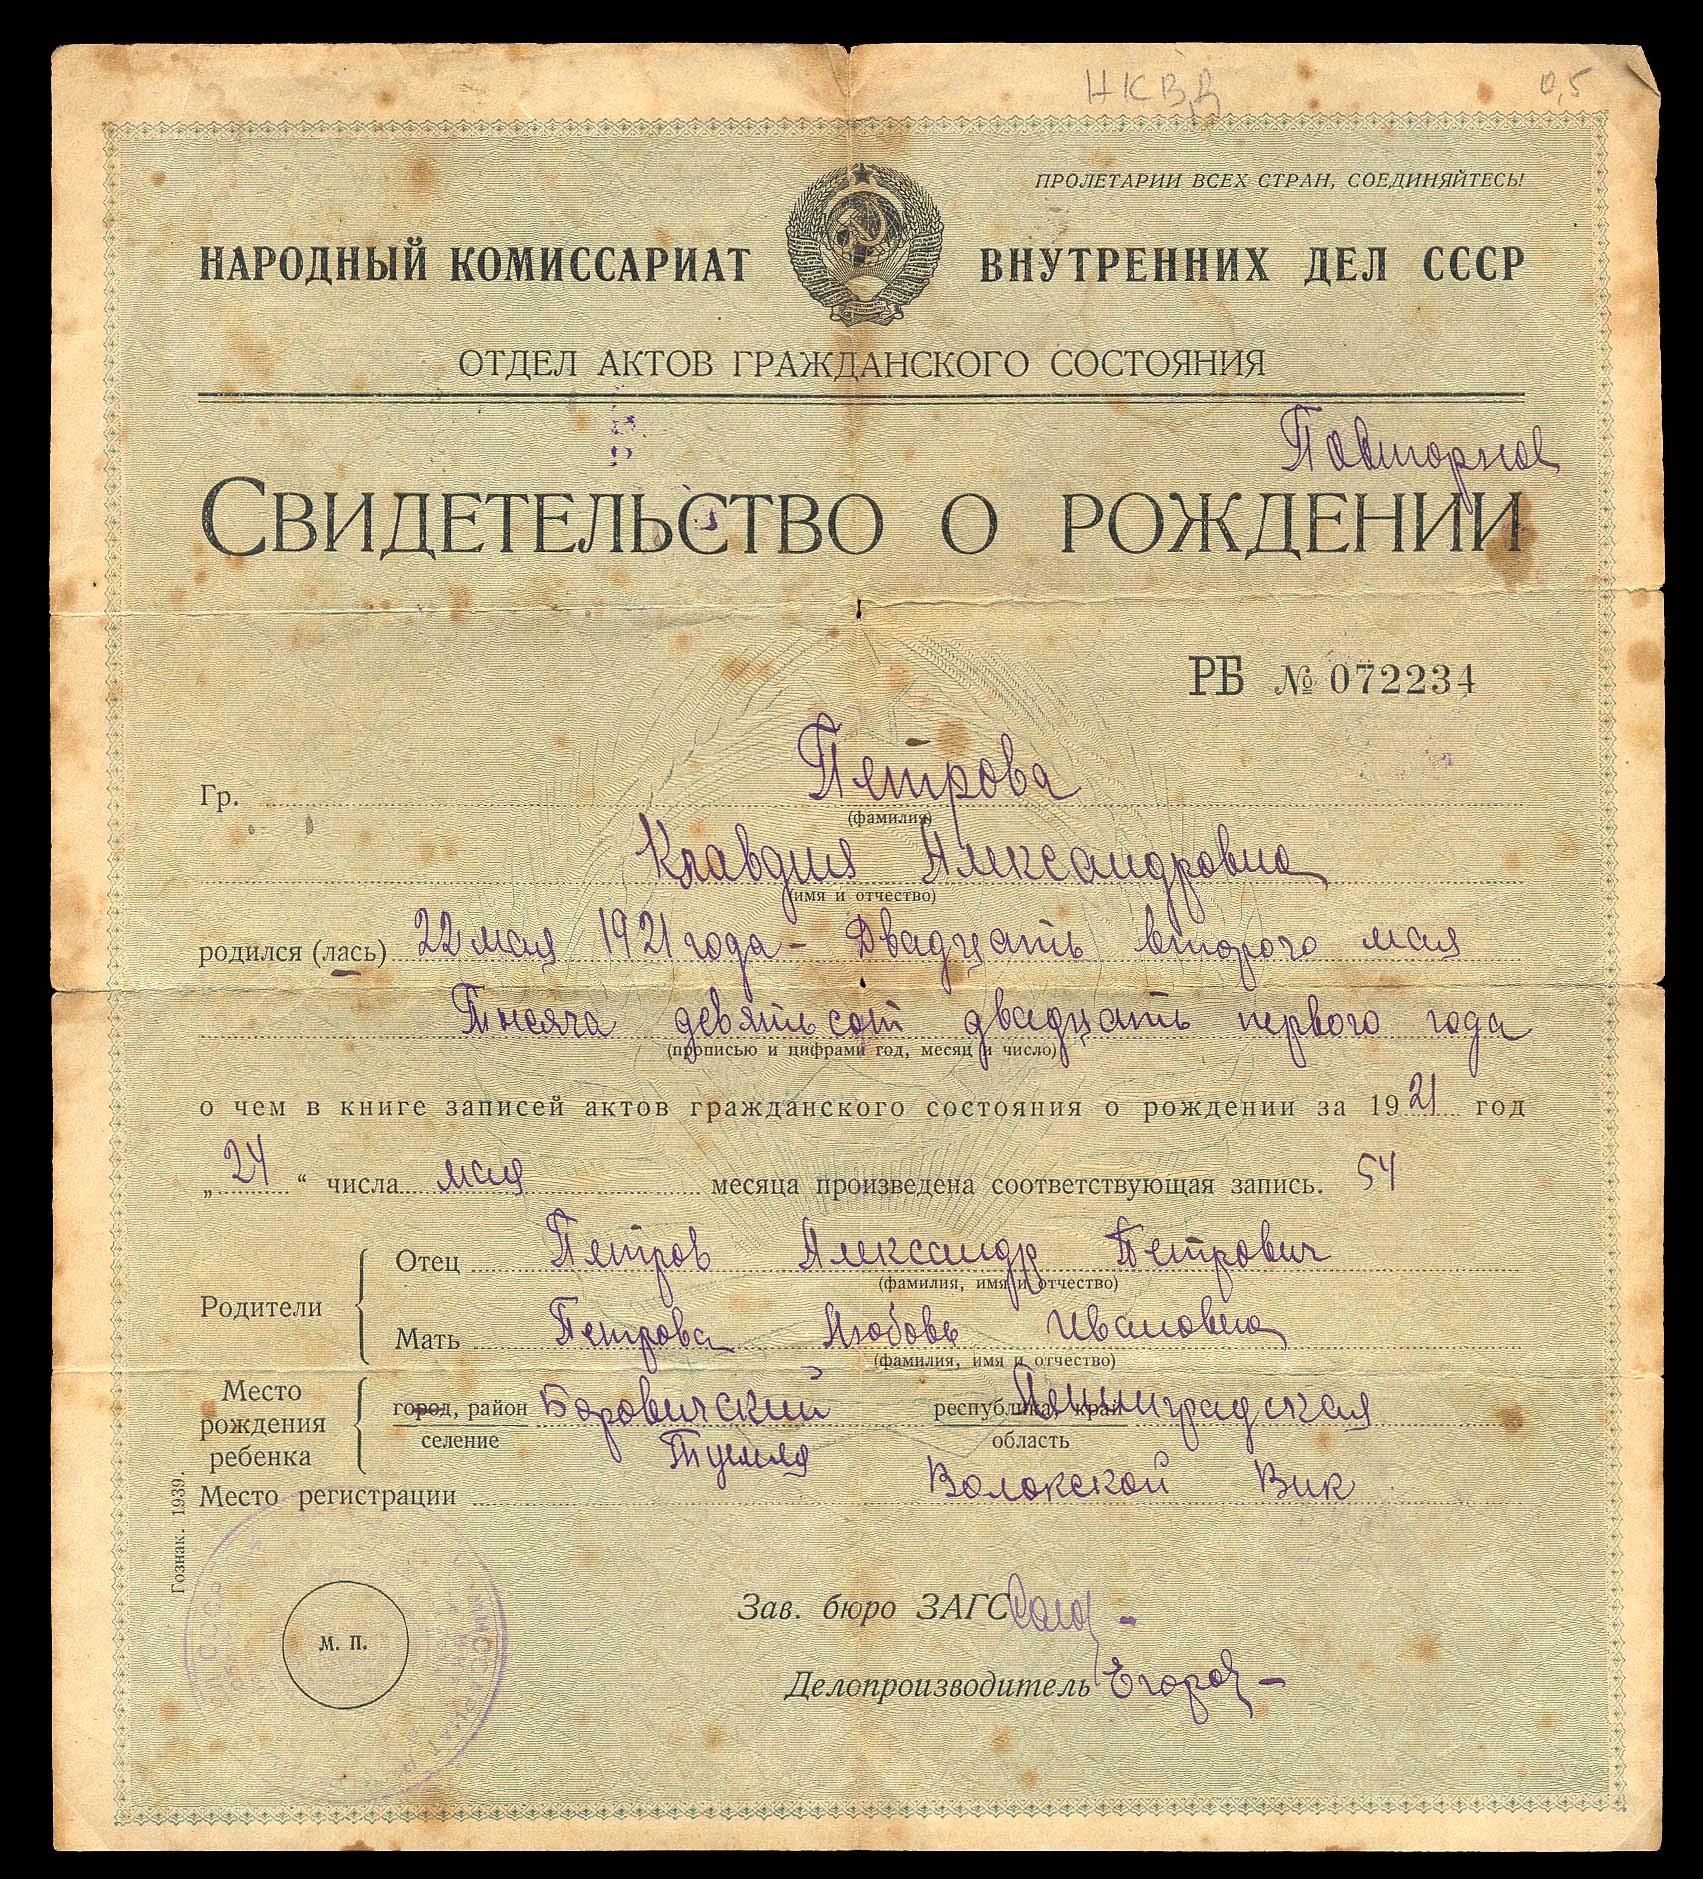 НКВД 0,5
ПРОЛЕТАРИИ ВСЕХ СТРАН, СОЕДИНЯЙТЕСЬ!
НАРОДНЫЙ КОМИССАРИАТ ВНУТРЕННИХ ДЕЛ СССР
ОТДЕЛ АКТОВ ГРАЖДАНСКОГО СОСТОЯНИЯ
Повторное
СВИДЕТЕЛЬСТВО О РОЖДЕНИИ
РБ № 072234
Гр. Петрова
(фамилия)
Клавдия Александровна
(имя и отчество)
родился (лась) 22 мая 1921 года - Двадцать второго мая
Тысяча девятьсот двадцать первого года
(прописью и цифрами год, месяц и число)
о чем в книге записей актов гражданского состояния о рождении за 1921 год
„24“ числа мая месяца произведена соответствующая запись. 54
Родители
Отец Петров Александр Петрович
(фамилия, имя и отчество)
Мать Петрова Любовь Ивановна
(фамилия, имя и отчество)
Место рождения ребенка
город, район Боровичский республика, край Ленинградская
селение область
Место регистрации Волокской Вик
Гознак. 1939.
м. п.
Зав. бюро ЗАГС
Делопроизводитель Егоров